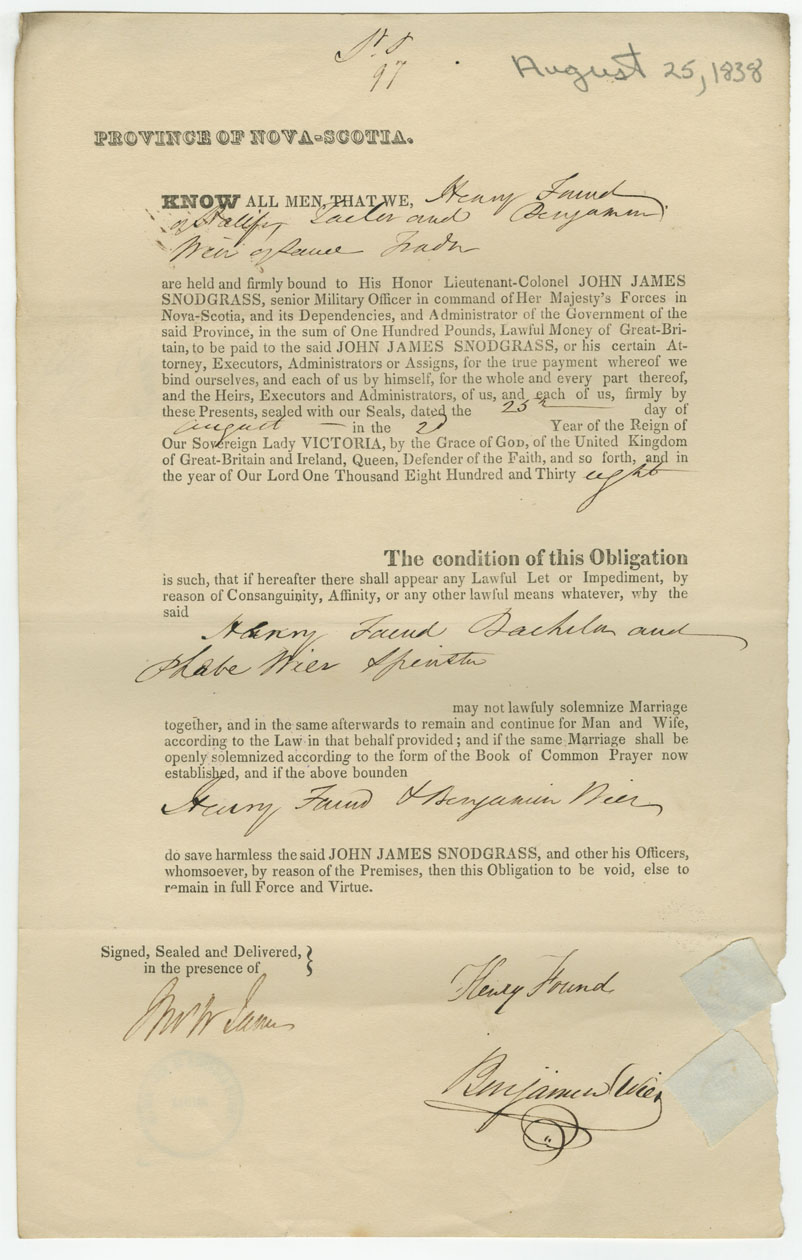 97
August 25, 1838
PROVINCE OF NOVA-SCOTIA.
KNOW ALL MEN, THAT WE, Henry Found
of Halifax Tailor and Benjamin
Weir of same Trader
are held and firmly bound to His Honor Lieutenant-Colonel JOHN JAMES
SNODGRASS, senior Military Officer in command of Her Majesty's Forces in
Nova-Scotia, and its Dependencies, and Administrator of the Government of the
said Province, in the sum of One Hundred Pounds, Lawful Money of Great-Bri-
tain, to be paid to the said JOHN JAMES SNODGRASS, or his certain At-
torney, Executors, Administrators or Assigns, for the true payment whereof we
bind ourselves, and each of us by himself, for the whole and every part thereof,
and the Heirs, Executors and Administrators, of us, and each of us, firmly by
these Presents, sealed with our Seals, dated the 25th day of
August in the 2d Year of the Reign of
Our Sovereign Lady VICTORIA, by the Grace of GOD, of the United Kingdom
of Great-Britain and Ireland, Queen, Defender of the Faith, and so forth, and in
the year of Our Lord One Thousand Eight Hundred and Thirty eight
The condition of this Obligation
is such, that if hereafter there shall appear any Lawful Let or Impediment, by
reason of Consanguinity, Affinity, or any other lawful means whatever, why the
said
Henry Found Bachelor and
Phebe Wier Spinster
may not lawfuly solemnize Marriage
together, and in the same afterwards to remain and continue for Man and Wife,
according to the Law in that behalf provided; and if the same Marriage shall be
openly solemnized according to the form of the Book of Common Prayer now
established, and if the above bounden
Henry Found & Benjamin Wier
do save harmless the said JOHN JAMES SNODGRASS, and other his Officers,
whomsoever, by reason of the Premises, then this Obligation to be void, else to
remain in full Force and Virtue.
Signed, Sealed and Delivered,
in the presence of
Henry Found
James
Benjamin Wier